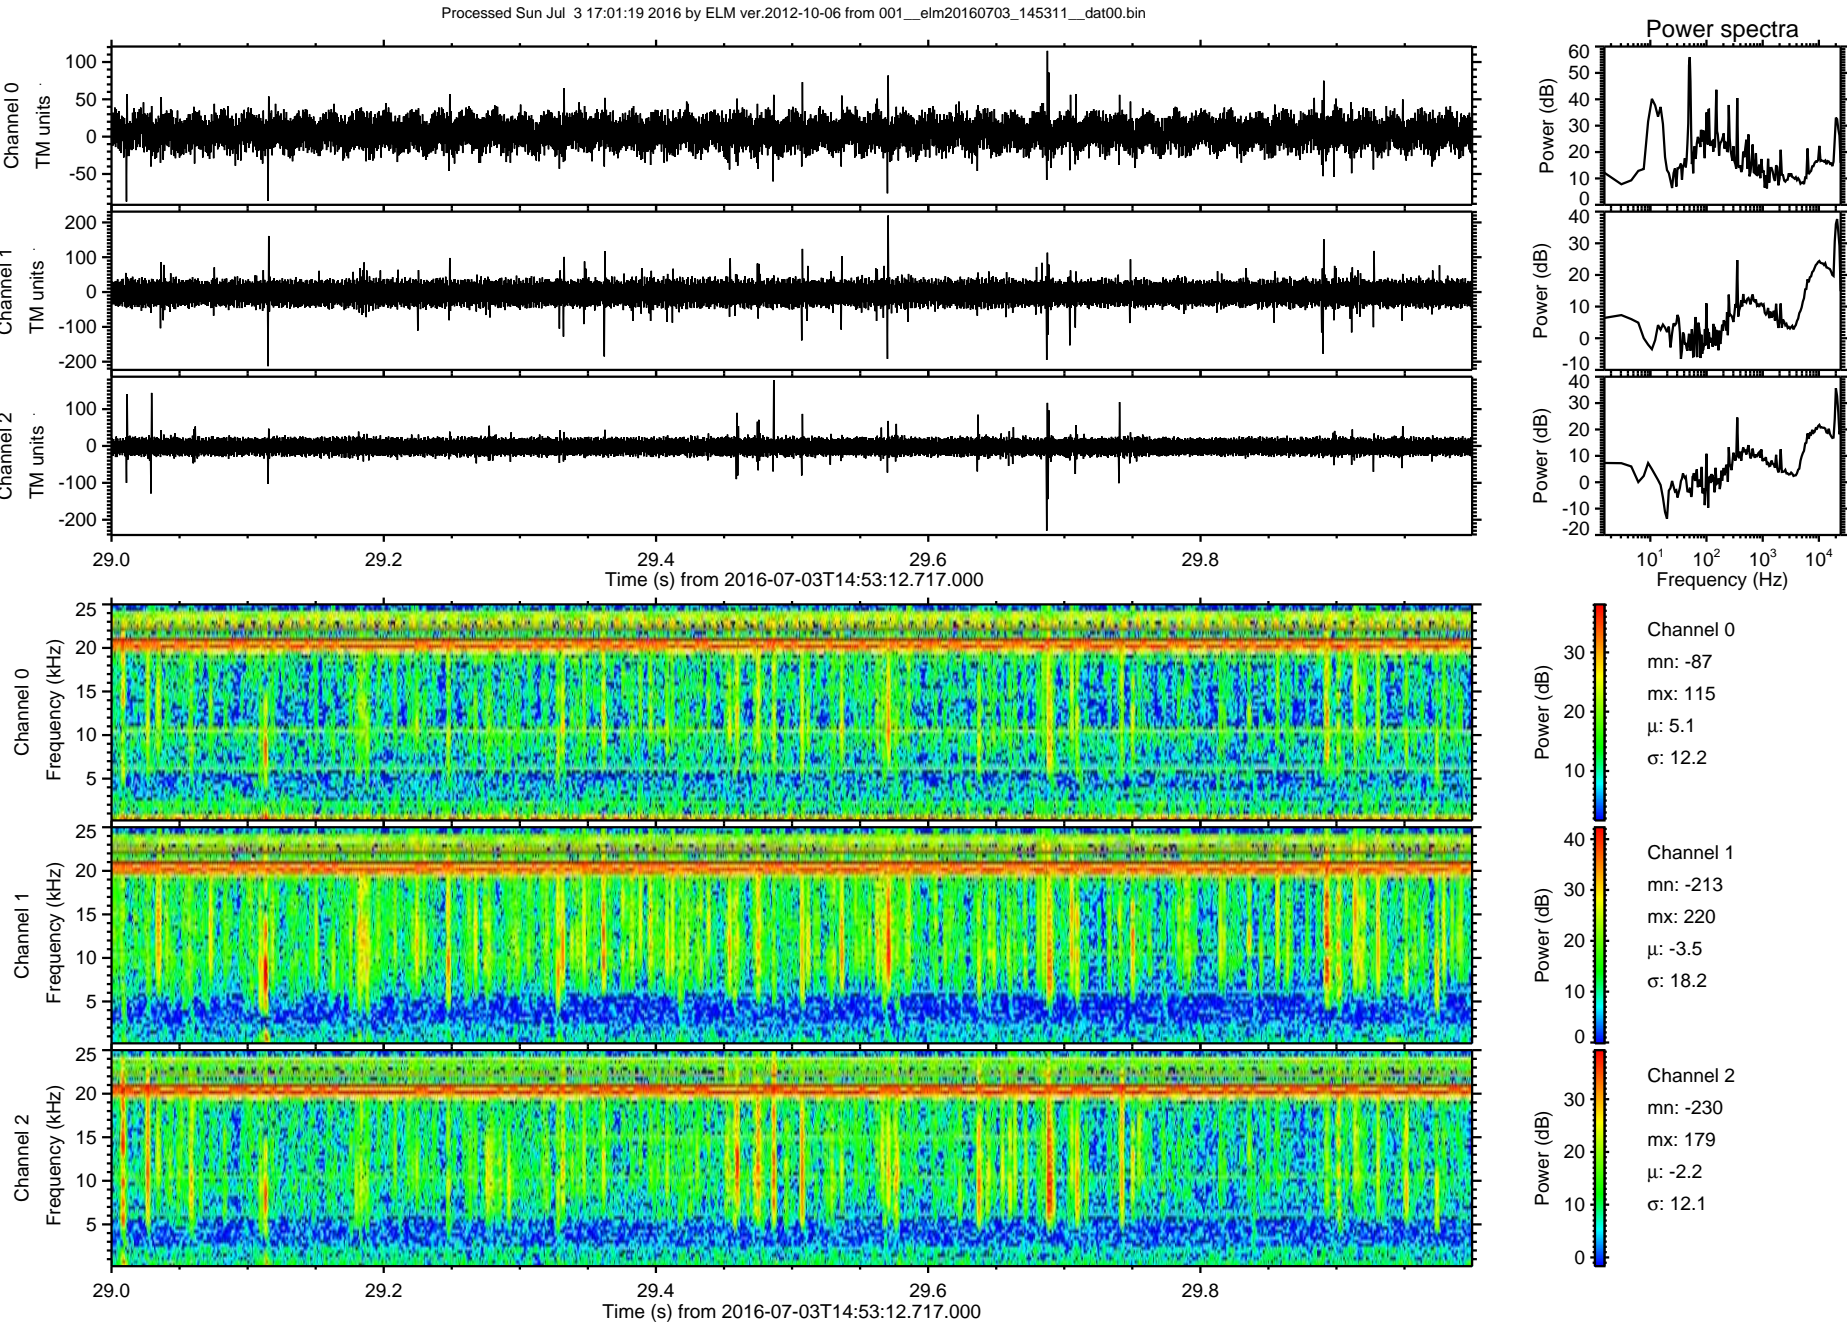 Processed Sun Jul  3 17:01:19 2016 by ELM ver.2012-10-06 from 001__elm20160703_145311__dat00.bin
Power spectra
Channel 0
TM units
100
50
0
-50
Power (dB)
60
50
40
30
20
10
0
Channel 1
TM units
200
100
0
-100
-200
Power (dB)
40
30
20
10
0
-10
Channel 2
TM units
100
0
-100
-200
Power (dB)
40
30
20
10
0
-10
-20
29.0 29.2 29.4 29.6 29.8
Time (s) from 2016-07-03T14:53:12.717.000
10^1 10^2 10^3 10^4
Frequency (Hz)
Channel 0
Frequency (kHz)
25
20
15
10
5
Power (dB)
30
20
10
Channel 0
mn: -87
mx: 115
μ: 5.1
σ: 12.2
Channel 1
Frequency (kHz)
25
20
15
10
5
Power (dB)
40
30
20
10
0
Channel 1
mn: -213
mx: 220
μ: -3.5
σ: 18.2
Channel 2
Frequency (kHz)
25
20
15
10
5
Power (dB)
30
20
10
0
Channel 2
mn: -230
mx: 179
μ: -2.2
σ: 12.1
29.0 29.2 29.4 29.6 29.8
Time (s) from 2016-07-03T14:53:12.717.000